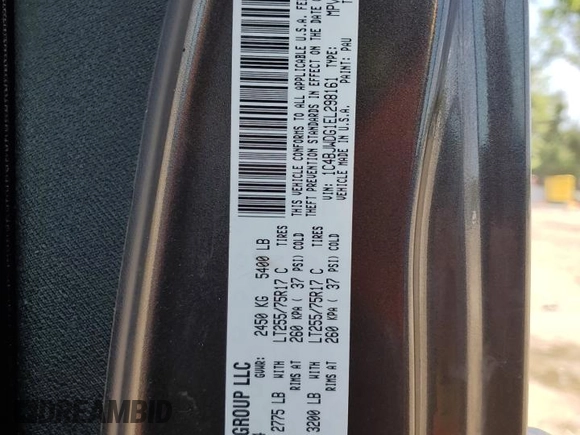 GROUP LLC
GVWR: 2450 KG 5400 LB
2775 LB WITH LT255/75R17 C TIRES
RIMS AT 260 KPA ( 37 PSI) COLD
3200 LB WITH LT255/75R17 C TIRES
RIMS AT 260 KPA ( 37 PSI) COLD
THIS VEHICLE CONFORMS TO ALL APPLICABLE U.S.A.
THEFT PREVENTION STANDARDS IN EFFECT ON THE DATE
VIN: 1C4BJWDG1EL298161 TYPE: MPV
VEHICLE MADE IN U.S.A. PAINT: PAU
DREAMBID